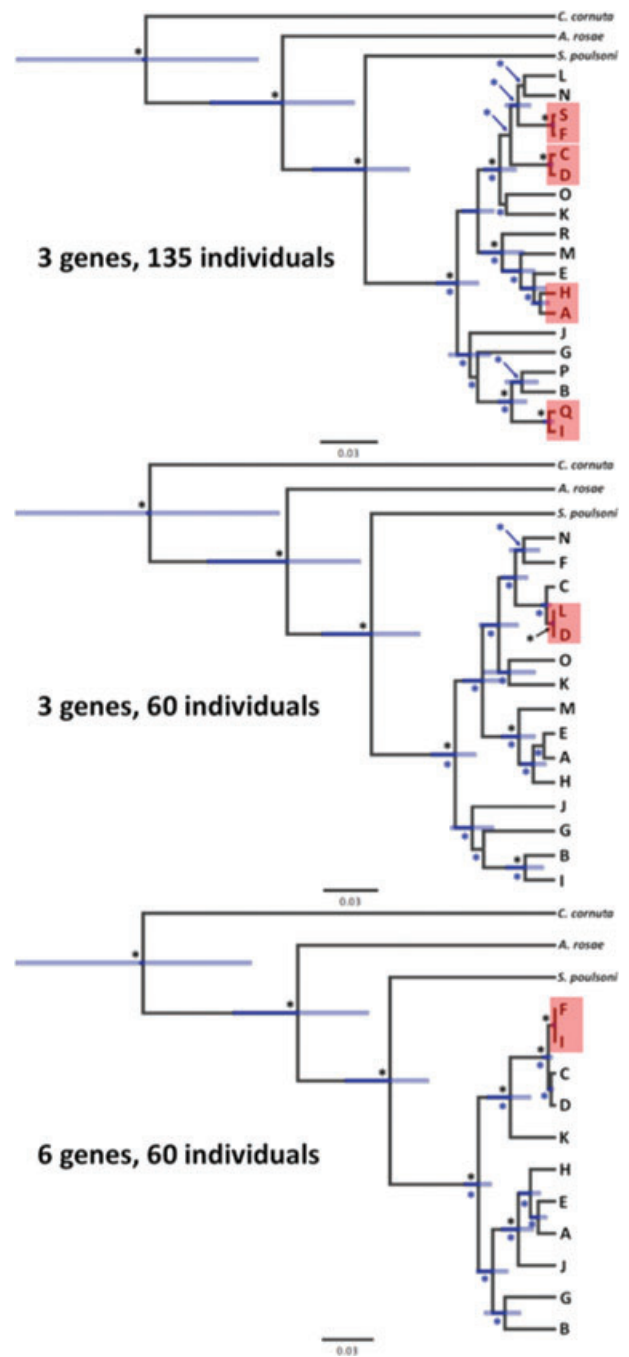 C. cornuta
A. rosae
S. poulsoni
L
N
S
F
C
D
O
K
R
M
E
H
A
J
G
P
B
Q
I
3 genes, 135 individuals
0.03
C. cornuta
A. rosae
S. poulsoni
N
F
C
L
D
O
K
M
E
A
H
J
G
B
I
3 genes, 60 individuals
0.03
C. cornuta
A. rosae
S. poulsoni
F
I
C
D
K
H
E
A
J
G
B
6 genes, 60 individuals
0.03